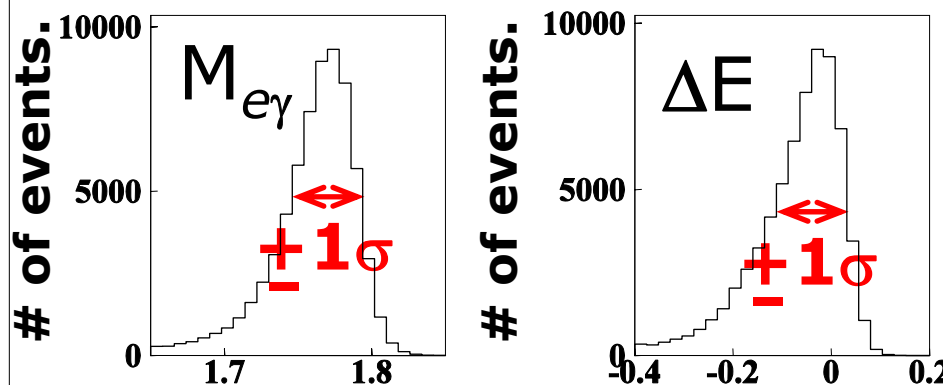 # of events.
10000
5000
0
M eγ
± 1σ
1.7
1.8
# of events.
10000
5000
0
ΔE
± 1σ
-0.4
-0.2
0
0.2